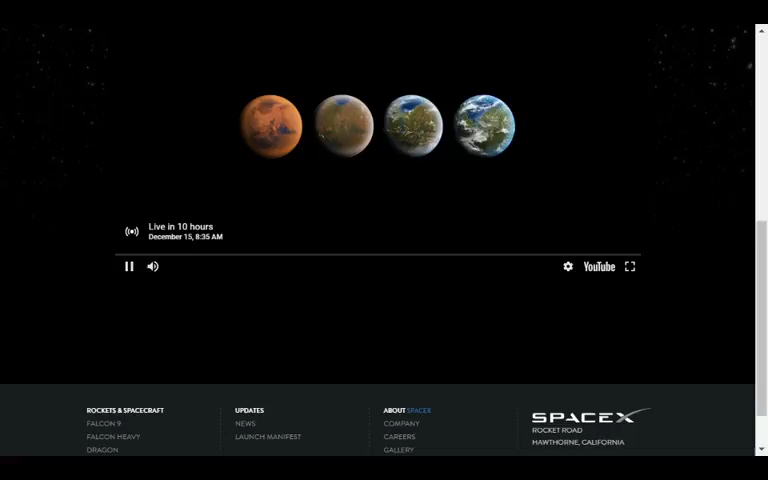 Live in 10 hours
December 15, 8:35 AM
YouTube
ROCKETS & SPACECRAFT
FALCON 9
FALCON HEAVY
DRAGON
UPDATES
NEWS
LAUNCH MANIFEST
ABOUT SPACEX
COMPANY
CAREERS
GALLERY
SPACEX
ROCKET ROAD
HAWTHORNE, CALIFORNIA